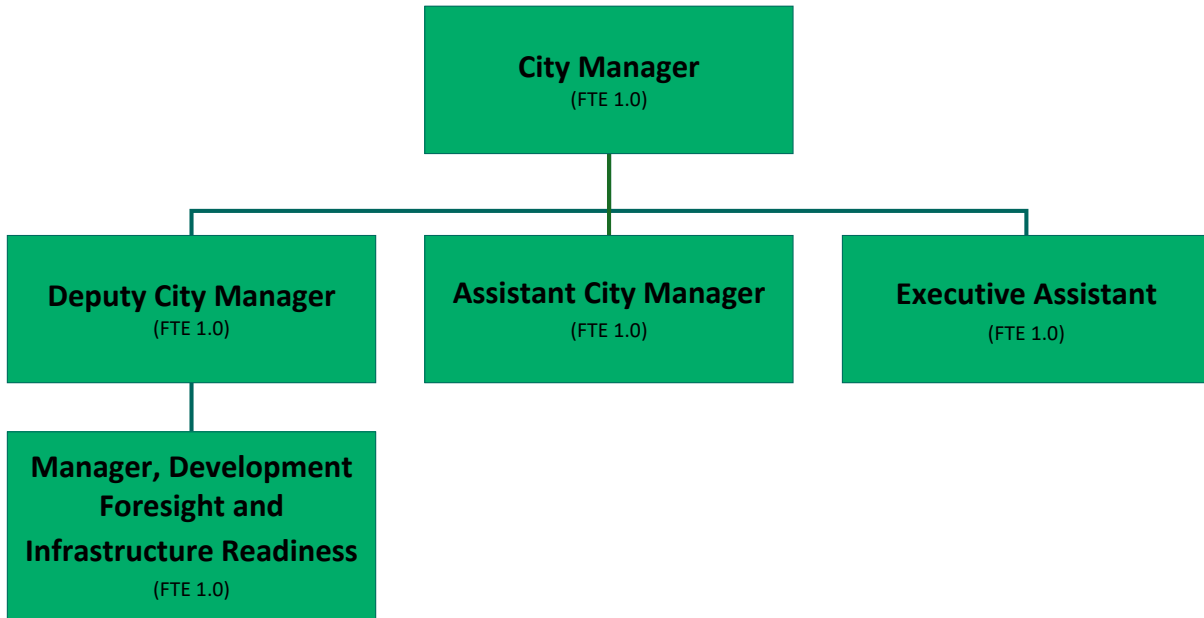 City Manager
(FTE 1.0)
Deputy City Manager
(FTE 1.0)
Assistant City Manager
(FTE 1.0)
Executive Assistant
(FTE 1.0)
Manager, Development
Foresight and
Infrastructure Readiness
(FTE 1.0)